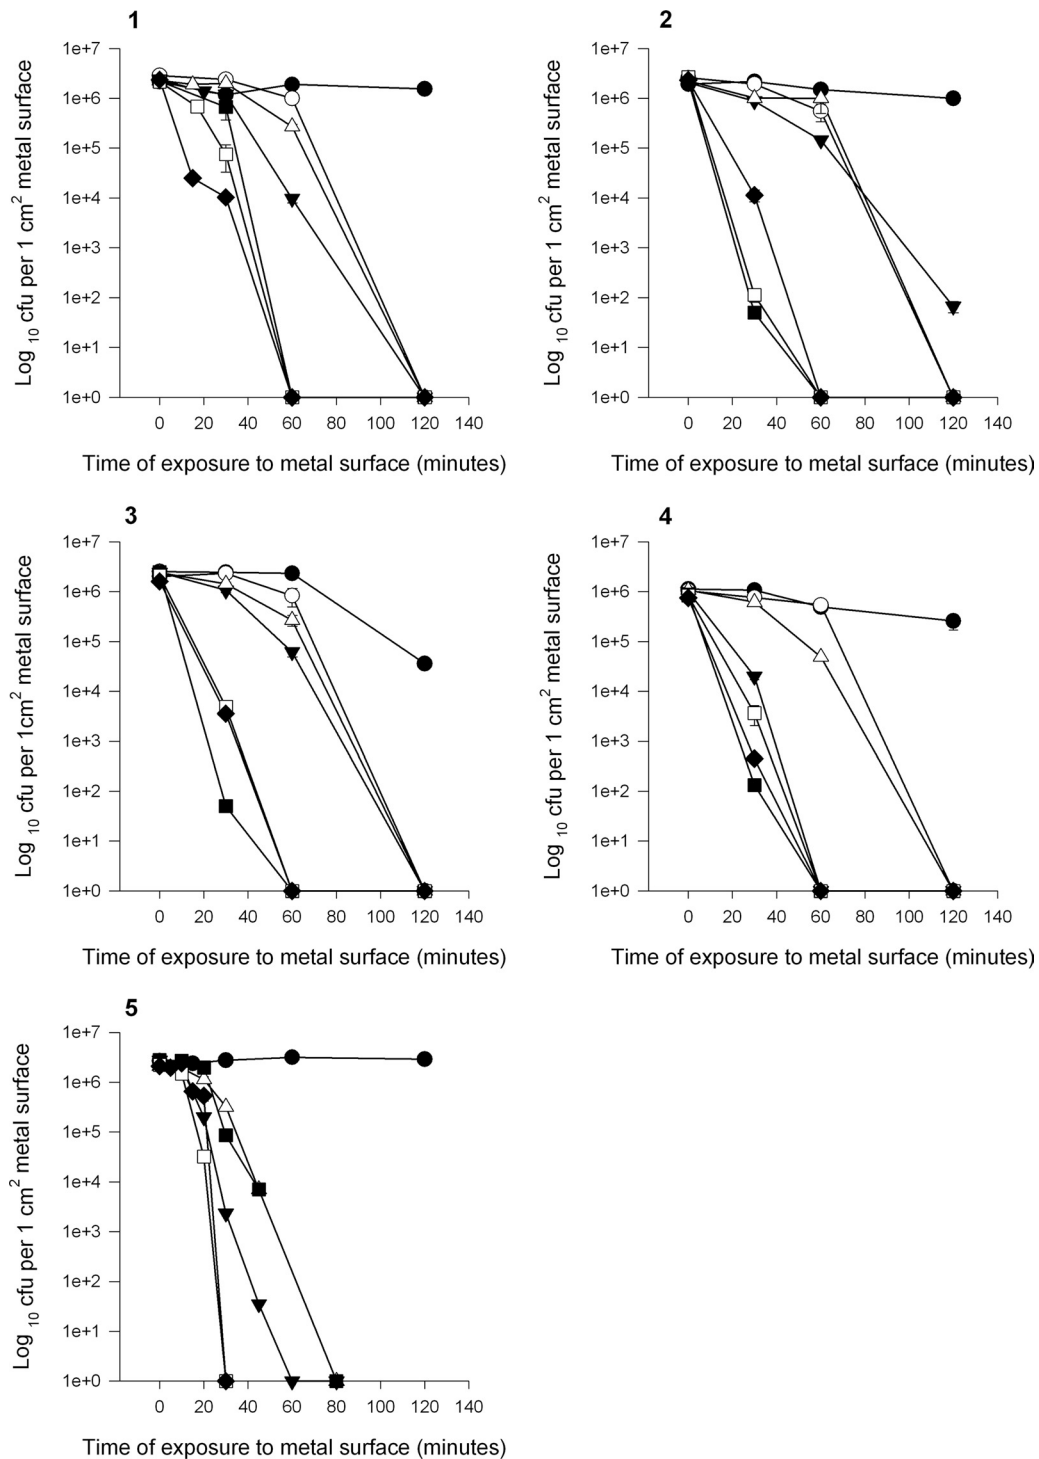 1
1e+7
1e+6
1e+5
1e+4
1e+3
1e+2
1e+1
1e+0
Log 10 cfu per 1 cm2 metal surface
0 20 40 60 80 100 120 140
Time of exposure to metal surface (minutes)
2
1e+7
1e+6
1e+5
1e+4
1e+3
1e+2
1e+1
1e+0
Log 10 cfu per 1 cm2 metal surface
0 20 40 60 80 100 120 140
Time of exposure to metal surface (minutes)
3
1e+7
1e+6
1e+5
1e+4
1e+3
1e+2
1e+1
1e+0
Log 10 cfu per 1cm2 metal surface
0 20 40 60 80 100 120 140
Time of exposure to metal surface (minutes)
4
1e+7
1e+6
1e+5
1e+4
1e+3
1e+2
1e+1
1e+0
Log 10 cfu per 1 cm2 metal surface
0 20 40 60 80 100 120 140
Time of exposure to metal surface (minutes)
5
1e+7
1e+6
1e+5
1e+4
1e+3
1e+2
1e+1
1e+0
Log 10 cfu per 1 cm2 metal surface
0 20 40 60 80 100 120 140
Time of exposure to metal surface (minutes)